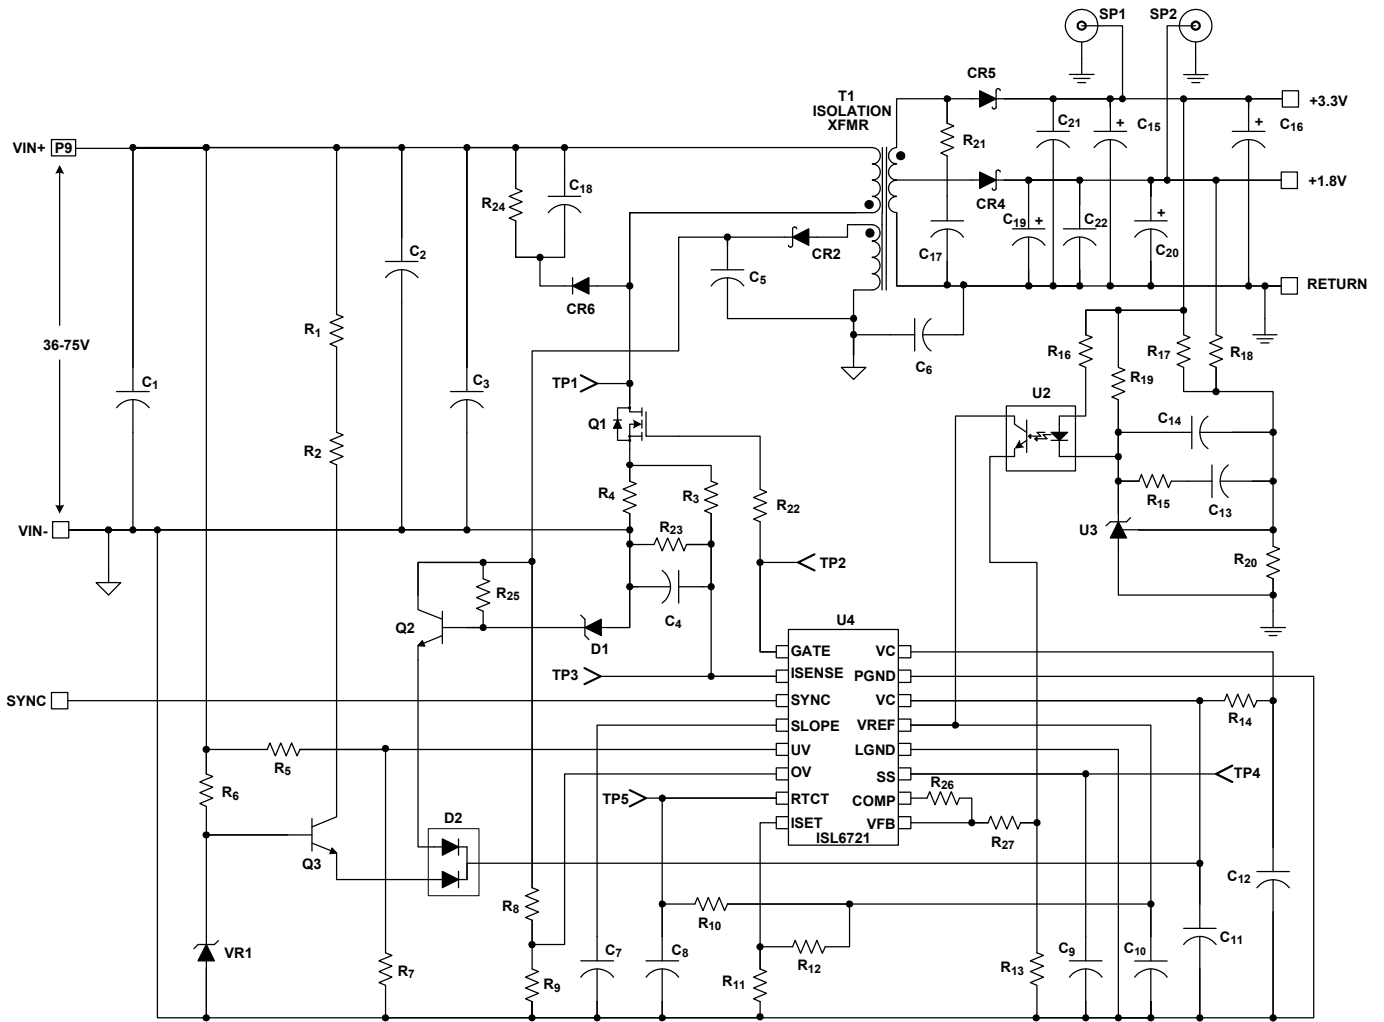 SP1
SP2
CR5
T1
ISOLATION
XFMR
+3.3V
C21
+
C15
+
C16
R21
VIN+
P9
C18
R24
+1.8V
CR4
C19
+
C22
+
C20
C17
CR2
C2
C5
CR6
RETURN
R1
36-75V
C6
R16
R17
R18
C1
C3
TP1
R19
U2
Q1
C14
R2
R4
R3
R22
R15
C13
VIN-
R23
U3
TP2
R20
R25
C4
Q2
D1
U4
GATE
VC
TP3
ISENSE
PGND
SYNC
SYNC
VC
R14
SLOPE
VREF
UV
LGND
R5
OV
SS
TP4
R6
R26
TP5
RTCT
COMP
D2
ISET
VFB
ISL6721
R27
Q3
C12
R8
R10
C11
VR1
C7
C8
R12
C9
C10
R7
R9
R11
R13